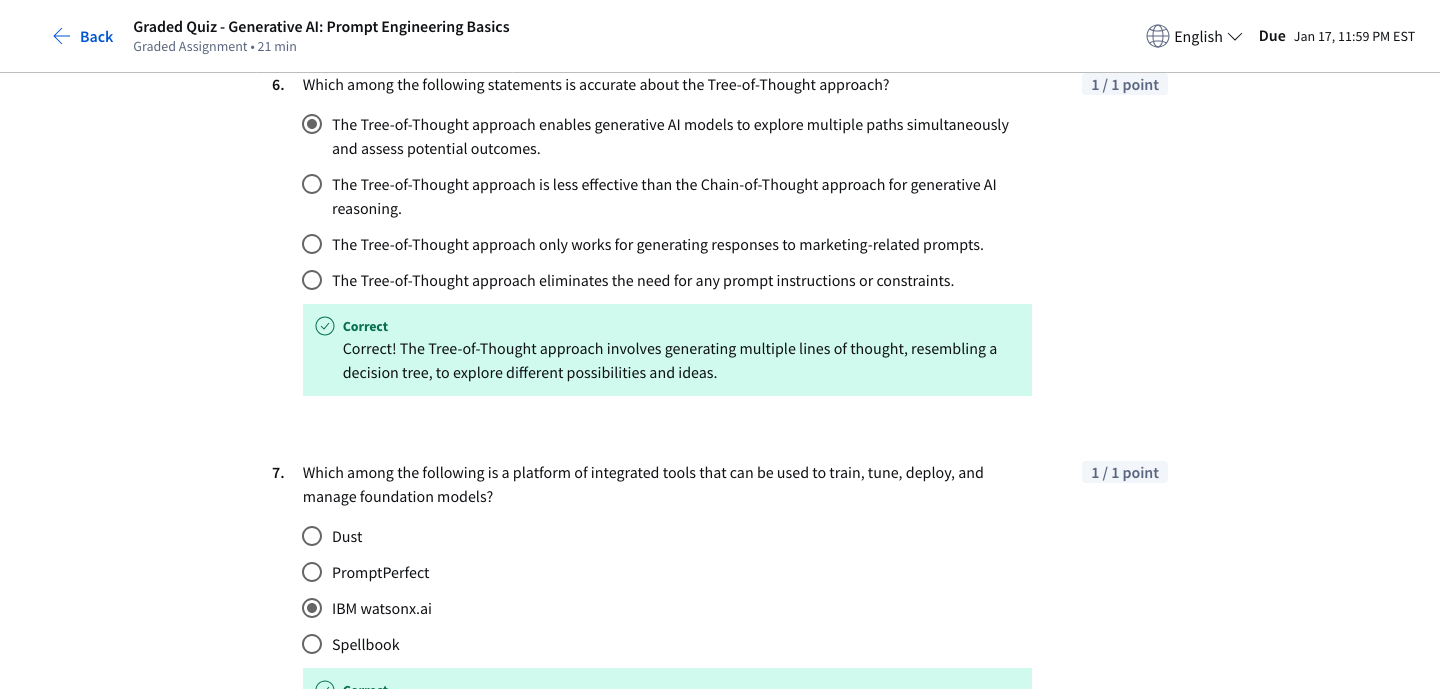 Back
Graded Quiz - Generative AI: Prompt Engineering Basics
Graded Assignment • 21 min
English
Due Jan 17, 11:59 PM EST
6. Which among the following statements is accurate about the Tree-of-Thought approach?
1 / 1 point
The Tree-of-Thought approach enables generative AI models to explore multiple paths simultaneously
and assess potential outcomes.
The Tree-of-Thought approach is less effective than the Chain-of-Thought approach for generative AI
reasoning.
The Tree-of-Thought approach only works for generating responses to marketing-related prompts.
The Tree-of-Thought approach eliminates the need for any prompt instructions or constraints.
Correct
Correct! The Tree-of-Thought approach involves generating multiple lines of thought, resembling a
decision tree, to explore different possibilities and ideas.
7. Which among the following is a platform of integrated tools that can be used to train, tune, deploy, and
manage foundation models?
1 / 1 point
Dust
PromptPerfect
IBM watsonx.ai
Spellbook
Correct